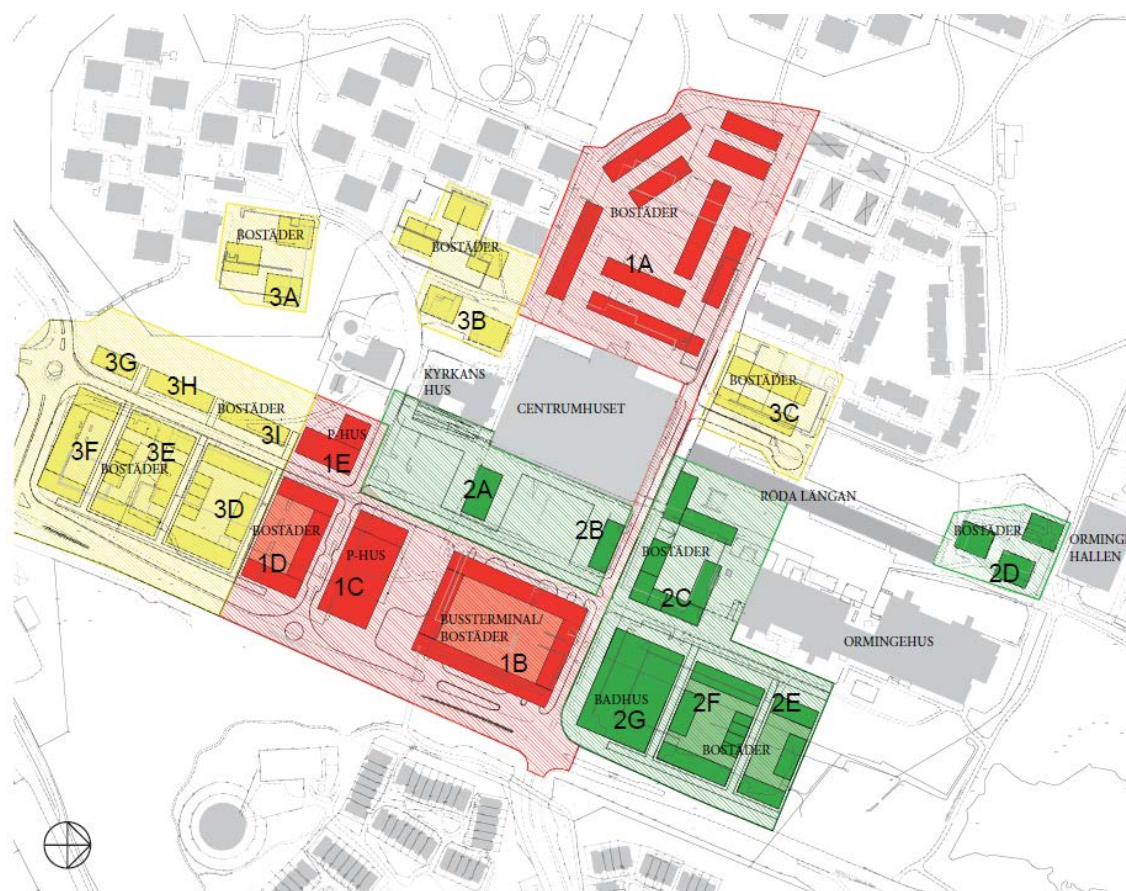 BOSTÄDER
1A
BOSTÄDER
3A
BOSTÄDER
3B
3G
3H
BOSTÄDER
3I
KYRKANS
HUS
CENTRUMHUSET
BOSTÄDER
3C
3F
BOSTÄDER
3E
3D
P-HUS
1E
2A
2B
RÖDA LÄNGAN
BOSTÄDER
1D
P-HUS
1C
BUSSTERMINAL/
BOSTÄDER
1B
BOSTÄDER
2C
BOSTÄDER
2D
ORMINGE
HALLEN
ORMINGEHUS
BADHUS
2G
2F
2E
BOSTÄDER